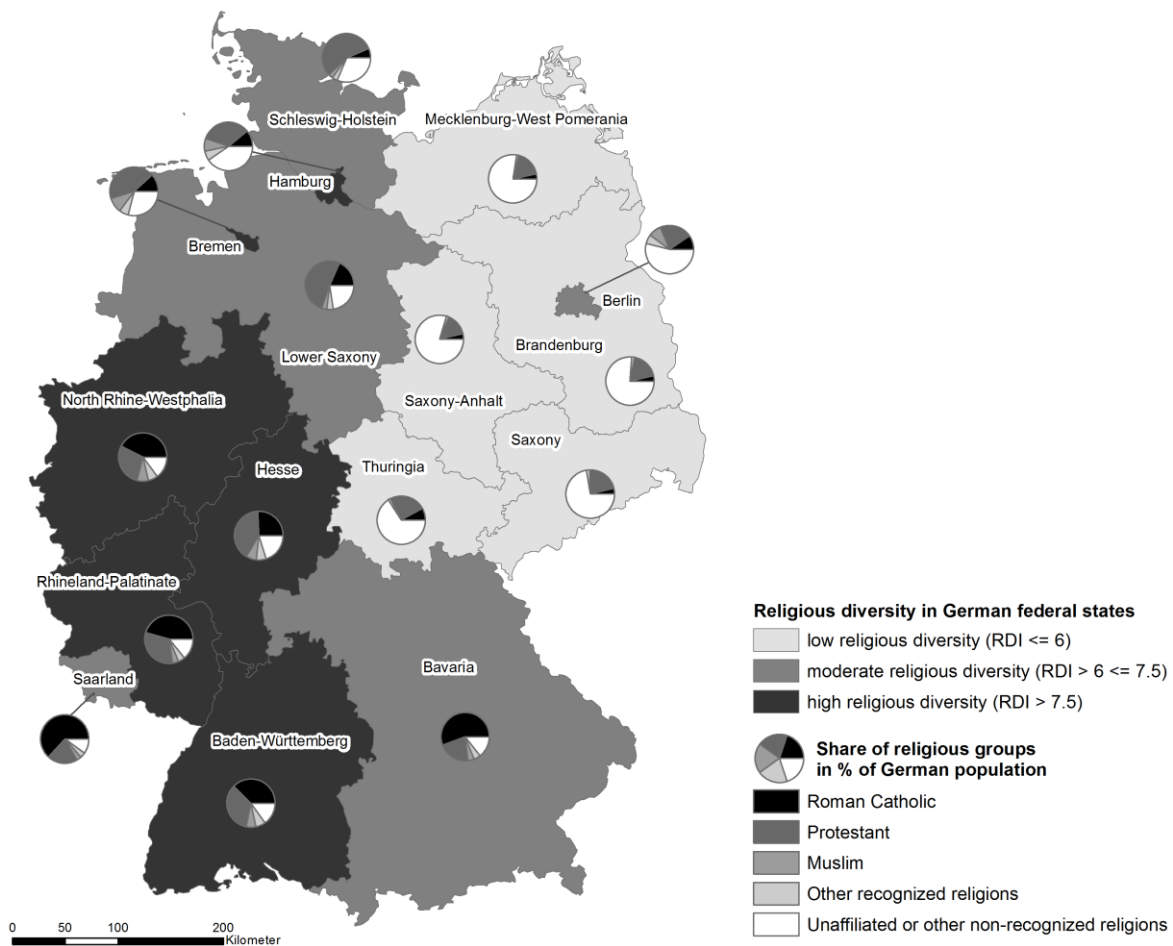 Schleswig-Holstein
Mecklenburg-West Pomerania
Hamburg
Bremen
Berlin
Lower Saxony
Brandenburg
North Rhine-Westphalia
Saxony-Anhalt
Saxony
Hesse
Thuringia
Rhineland-Palatinate
Saarland
Bavaria
Baden-Württemberg
Religious diversity in German federal states
low religious diversity (RDI <= 6)
moderate religious diversity (RDI > 6 <= 7.5)
high religious diversity (RDI > 7.5)
Share of religious groups
in % of German population
Roman Catholic
Protestant
Muslim
Other recognized religions
Unaffiliated or other non-recognized religions
0 50 100 200
Kilometer